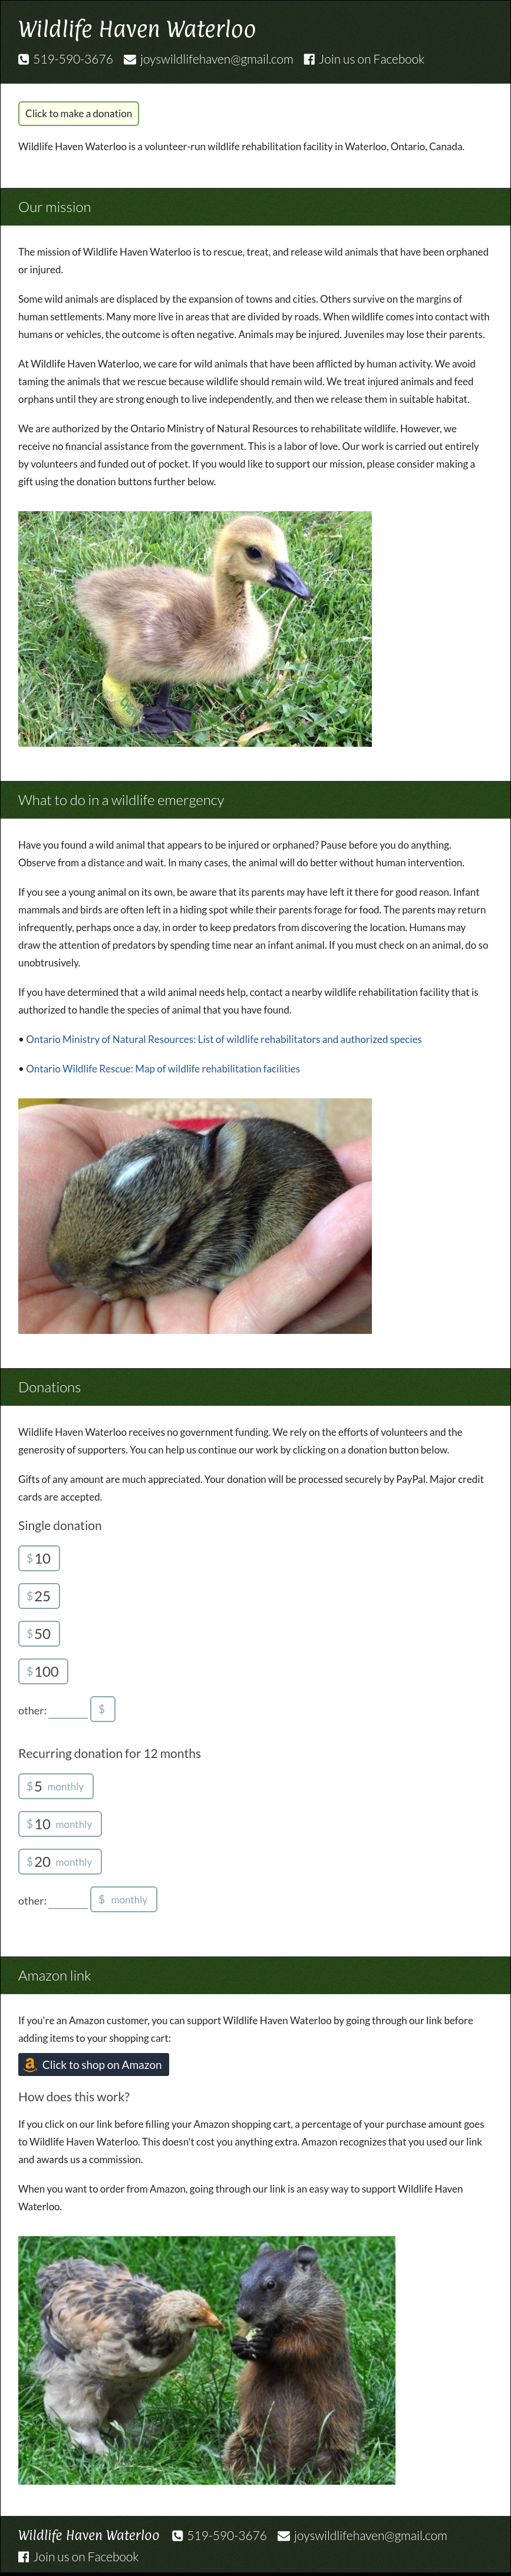 Wildlife Haven Waterloo
519-590-3676 joyswildlifehaven@gmail.com Join us on Facebook
Click to make a donation
Wildlife Haven Waterloo is a volunteer-run wildlife rehabilitation facility in Waterloo, Ontario, Canada.
Our mission
The mission of Wildlife Haven Waterloo is to rescue, treat, and release wild animals that have been orphaned
or injured.
Some wild animals are displaced by the expansion of towns and cities. Others survive on the margins of
human settlements. Many more live in areas that are divided by roads. When wildlife comes into contact with
humans or vehicles, the outcome is often negative. Animals may be injured. Juveniles may lose their parents.
At Wildlife Haven Waterloo, we care for wild animals that have been afflicted by human activity. We avoid
taming the animals that we rescue because wildlife should remain wild. We treat injured animals and feed
orphans until they are strong enough to live independently, and then we release them in suitable habitat.
We are authorized by the Ontario Ministry of Natural Resources to rehabilitate wildlife. However, we
receive no financial assistance from the government. This is a labor of love. Our work is carried out entirely
by volunteers and funded out of pocket. If you would like to support our mission, please consider making a
gift using the donation buttons further below.
What to do in a wildlife emergency
Have you found a wild animal that appears to be injured or orphaned? Pause before you do anything.
Observe from a distance and wait. In many cases, the animal will do better without human intervention.
If you see a young animal on its own, be aware that its parents may have left it there for good reason. Infant
mammals and birds are often left in a hiding spot while their parents forage for food. The parents may return
infrequently, perhaps once a day, in order to keep predators from discovering the location. Humans may
draw the attention of predators by spending time near an infant animal. If you must check on an animal, do so
unobtrusively.
If you have determined that a wild animal needs help, contact a nearby wildlife rehabilitation facility that is
authorized to handle the species of animal that you have found.
• Ontario Ministry of Natural Resources: List of wildlife rehabilitators and authorized species
• Ontario Wildlife Rescue: Map of wildlife rehabilitation facilities
Donations
Wildlife Haven Waterloo receives no government funding. We rely on the efforts of volunteers and the
generosity of supporters. You can help us continue our work by clicking on a donation button below.
Gifts of any amount are much appreciated. Your donation will be processed securely by PayPal. Major credit
cards are accepted.
Single donation
$10
$25
$50
$100
other: $
Recurring donation for 12 months
$5 monthly
$10 monthly
$20 monthly
other: $ monthly
Amazon link
If you're an Amazon customer, you can support Wildlife Haven Waterloo by going through our link before
adding items to your shopping cart:
Click to shop on Amazon
How does this work?
If you click on our link before filling your Amazon shopping cart, a percentage of your purchase amount goes
to Wildlife Haven Waterloo. This doesn't cost you anything extra. Amazon recognizes that you used our link
and awards us a commission.
When you want to order from Amazon, going through our link is an easy way to support Wildlife Haven
Waterloo.
Wildlife Haven Waterloo 519-590-3676 joyswildlifehaven@gmail.com
Join us on Facebook